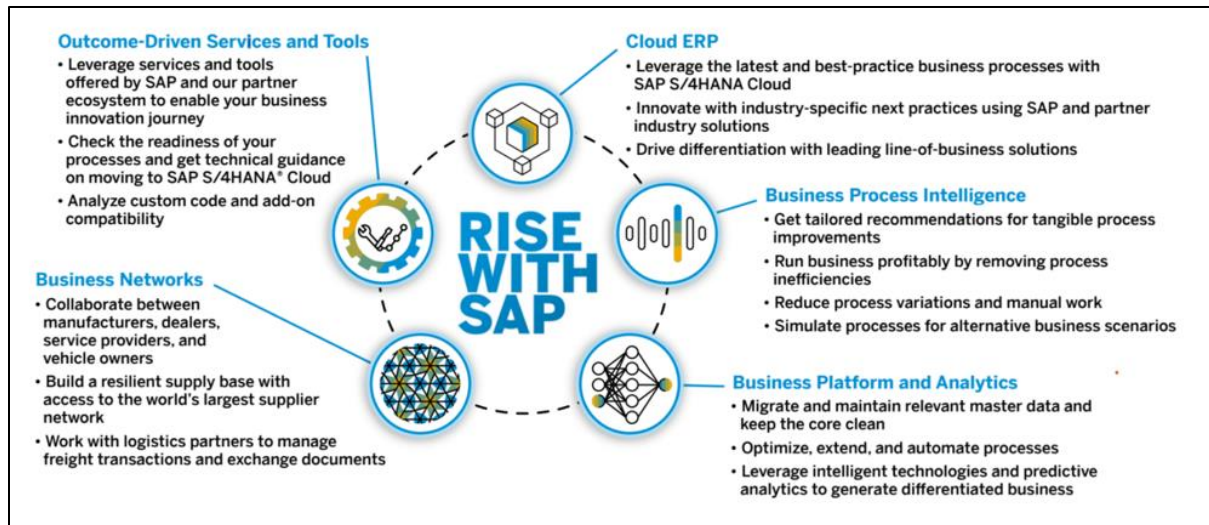 Outcome-Driven Services and Tools
• Leverage services and tools
offered by SAP and our partner
ecosystem to enable your business
innovation journey
• Check the readiness of your
processes and get technical guidance
on moving to SAP S/4HANA® Cloud
• Analyze custom code and add-on
compatibility
Cloud ERP
• Leverage the latest and best-practice business processes with
SAP S/4HANA Cloud
• Innovate with industry-specific next practices using SAP and partner
industry solutions
• Drive differentiation with leading line-of-business solutions
RISE
WITH
SAP
Business Process Intelligence
• Get tailored recommendations for tangible process
improvements
• Run business profitably by removing process
inefficiencies
• Reduce process variations and manual work
• Simulate processes for alternative business scenarios
Business Networks
• Collaborate between
manufacturers, dealers,
service providers, and
vehicle owners
• Build a resilient supply base with
access to the world's largest supplier
network
• Work with logistics partners to manage
freight transactions and exchange documents
Business Platform and Analytics
• Migrate and maintain relevant master data and
keep the core clean
• Optimize, extend, and automate processes
• Leverage intelligent technologies and predictive
analytics to generate differentiated business